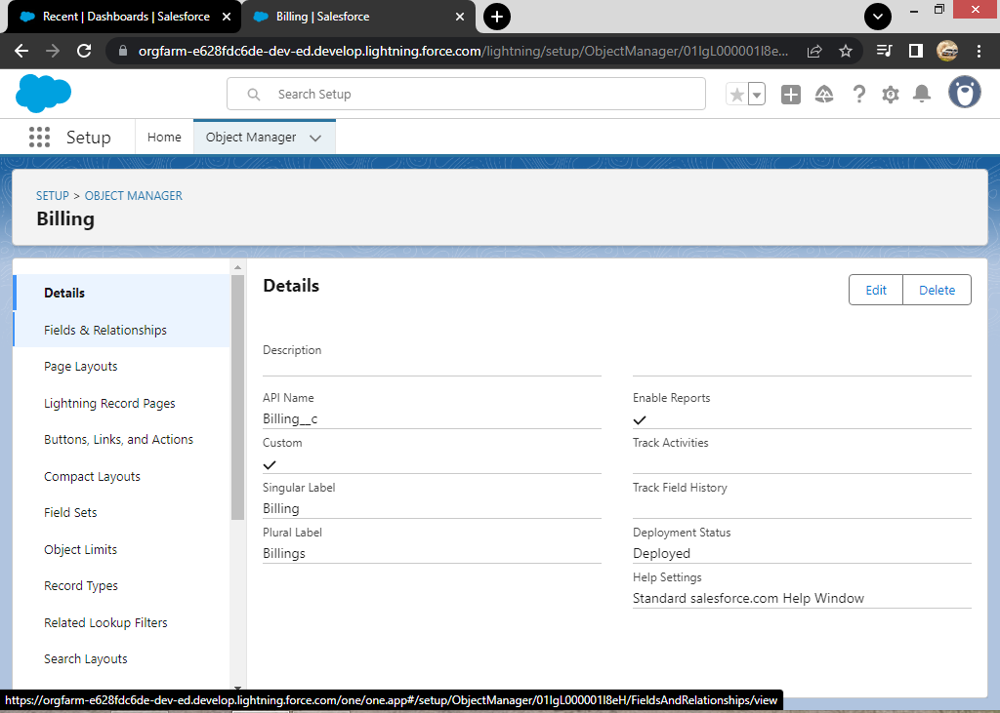 Recent | Dashboards | Salesforce
Billing | Salesforce
orgfarm-e628fdc6de-dev-ed.develop.lightning.force.com/lightning/setup/ObjectManager/01IgL000001I8e...
Search Setup
Setup
Home
Object Manager
SETUP > OBJECT MANAGER
Billing
Details
Fields & Relationships
Page Layouts
Lightning Record Pages
Buttons, Links, and Actions
Compact Layouts
Field Sets
Object Limits
Record Types
Related Lookup Filters
Search Layouts
Details
Edit
Delete
Description
API Name
Billing__c
Custom
Singular Label
Billing
Plural Label
Billings
Enable Reports
Track Activities
Track Field History
Deployment Status
Deployed
Help Settings
Standard salesforce.com Help Window
https://orgfarm-e628fdc6de-dev-ed.develop.lightning.force.com/one/one.app#/setup/ObjectManager/01IgL000001I8eH/FieldsAndRelationships/view